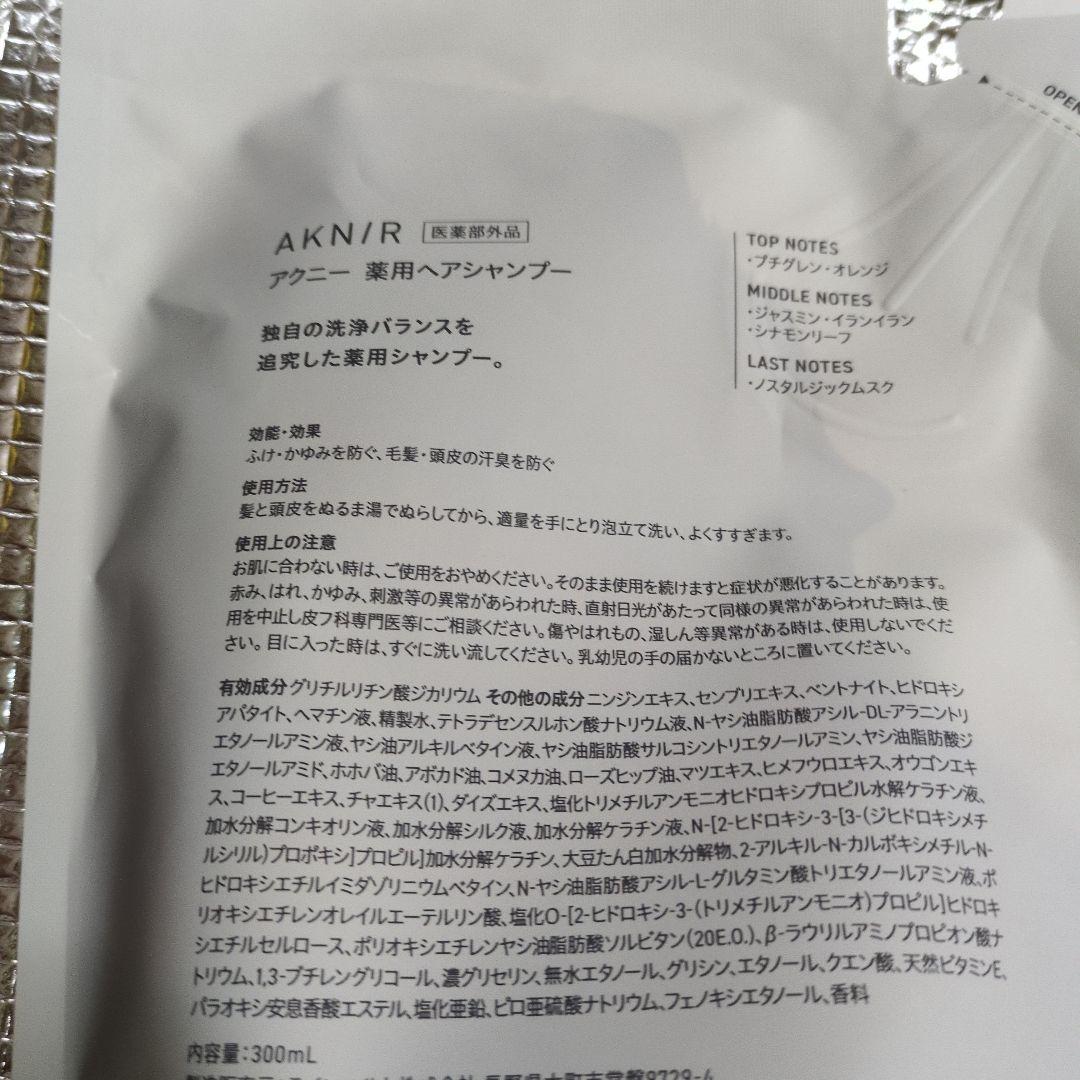 AKNIR 医薬部外品
アクニー 薬用ヘアシャンプー
独自の洗浄バランスを
追究した薬用シャンプー。
TOP NOTES
・プチグレン・オレンジ
MIDDLE NOTES
・ジャスミン・イランイラン
・シナモンリーフ
LAST NOTES
・ノスタルジックムスク
OPEN
効能・効果
ふけ・かゆみを防ぐ、毛髪・頭皮の汗臭を防ぐ
使用方法
髪と頭皮をぬるま湯でぬらしてから、適量を手にとり泡立て洗い、よくすすぎます。
使用上の注意
お肌に合わない時は、ご使用をおやめください。そのまま使用を続けますと症状が悪化することがあります。
赤み、はれ、かゆみ、刺激等の異常があらわれた時、直射日光があたって同様の異常があらわれた時は、使
用を中止し皮フ科専門医等にご相談ください。傷やはれもの、湿しん等異常がある時は、使用しないでくだ
さい。目に入った時は、すぐに洗い流してください。乳幼児の手の届かないところに置いてください。
有効成分 グリチルリチン酸ジカリウム その他の成分 ニンジンエキス、センブリエキス、ベントナイト、ヒドロキシ
アパタイト、ヘマチン液、精製水、テトラデセンスルホン酸ナトリウム液、N-ヤシ油脂肪酸アシル-DL-アラニントリ
エタノールアミン液、ヤシ油アルキルベタイン液、ヤシ油脂肪酸サルコシントリエタノールアミン、ヤシ油脂肪酸ジ
エタノールアミド、ホホバ油、アボカド油、コメヌカ油、ローズヒップ油、マツエキス、ヒメフウロエキス、オウゴンエキ
ス、コーヒーエキス、チャエキス(1)、ダイズエキス、塩化トリメチルアンモニオヒドロキシプロピル水解ケラチン液、
加水分解コンキオリン液、加水分解シルク液、加水分解ケラチン液、N-[2-ヒドロキシ-3-[3-(ジヒドロキシメチ
ルシリル)プロポキシ]プロピル]加水分解ケラチン、大豆たん白加水分解物、2-アルキル-N-カルボキシメチル-N-
ヒドロキシエチルイミダゾリニウムベタイン、N-ヤシ油脂肪酸アシル-L-グルタミン酸トリエタノールアミン液、ポ
リオキシエチレンオレイルエーテルリン酸、塩化O-[2-ヒドロキシ-3-(トリメチルアンモニオ)プロピル]ヒドロキ
シエチルセルロース、ポリオキシエチレンヤシ油脂肪酸ソルビタン(20E.O.)、β-ラウリルアミノプロピオン酸ナ
トリウム、1,3-ブチレングリコール、濃グリセリン、無水エタノール、グリシン、エタノール、クエン酸、天然ビタミンE、
パラオキシ安息香酸エステル、塩化亜鉛、ピロ亜硫酸ナトリウム、フェノキシエタノール、香料
内容量：300mL